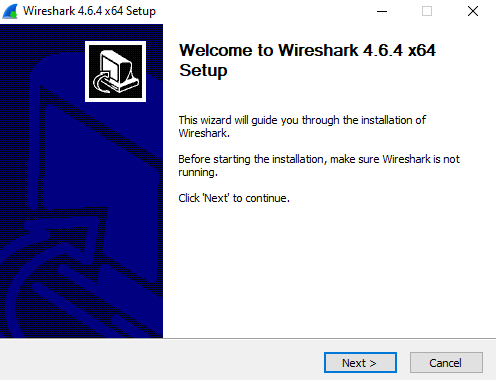 Wireshark 4.6.4 x64 Setup
Welcome to Wireshark 4.6.4 x64
Setup
This wizard will guide you through the installation of
Wireshark.
Before starting the installation, make sure Wireshark is not
running.
Click 'Next' to continue.
Next >
Cancel